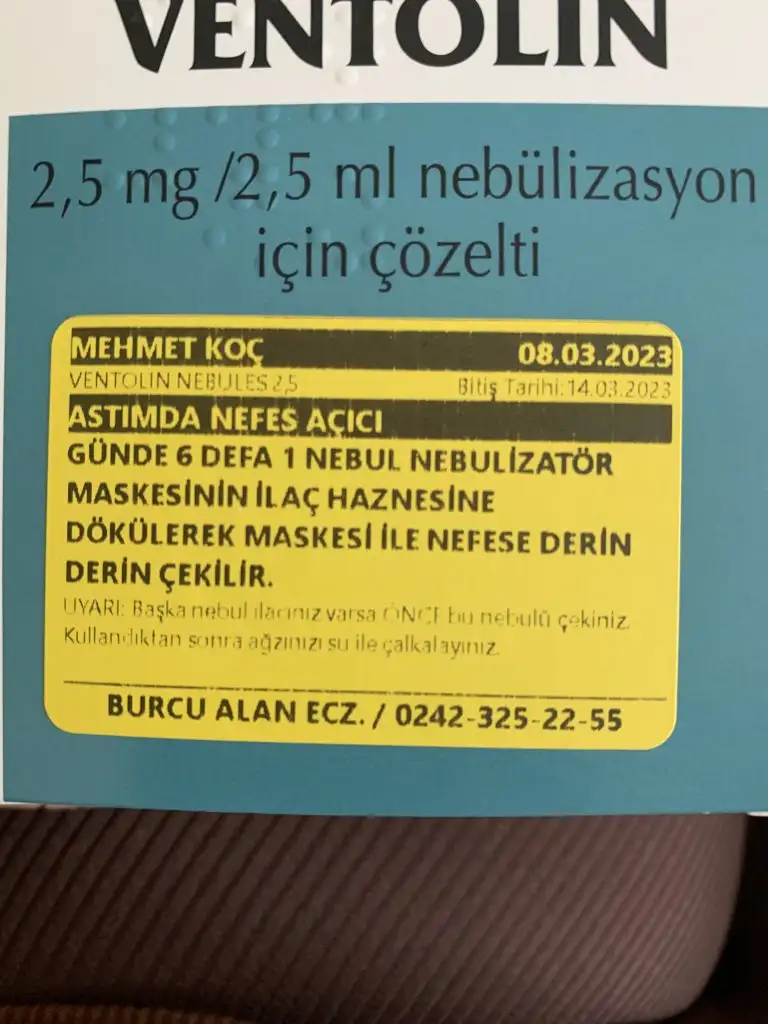 VENTOLIN
2,5 mg /2,5 ml nebülizasyon
için çözelti
MEHMET KOÇ 08.03.2023
VENTOLIN NEBULES 2,5 Bitiş Tarihi:14.03.2023
ASTIMDA NEFES AÇICI
GÜNDE 6 DEFA 1 NEBUL NEBULİZATÖR
MASKESİNİN İLAÇ HAZNESİNE
DÖKÜLEREK MASKESİ İLE NEFESE DERİN
DERİN ÇEKİLİR.
UYARI: Başka nebul ilacınız varsa ÖNCE bu nebulü çekiniz.
Kullandıktan sonra ağzınızı su ile çalkalayınız.
BURCU ALAN ECZ. / 0242-325-22-55